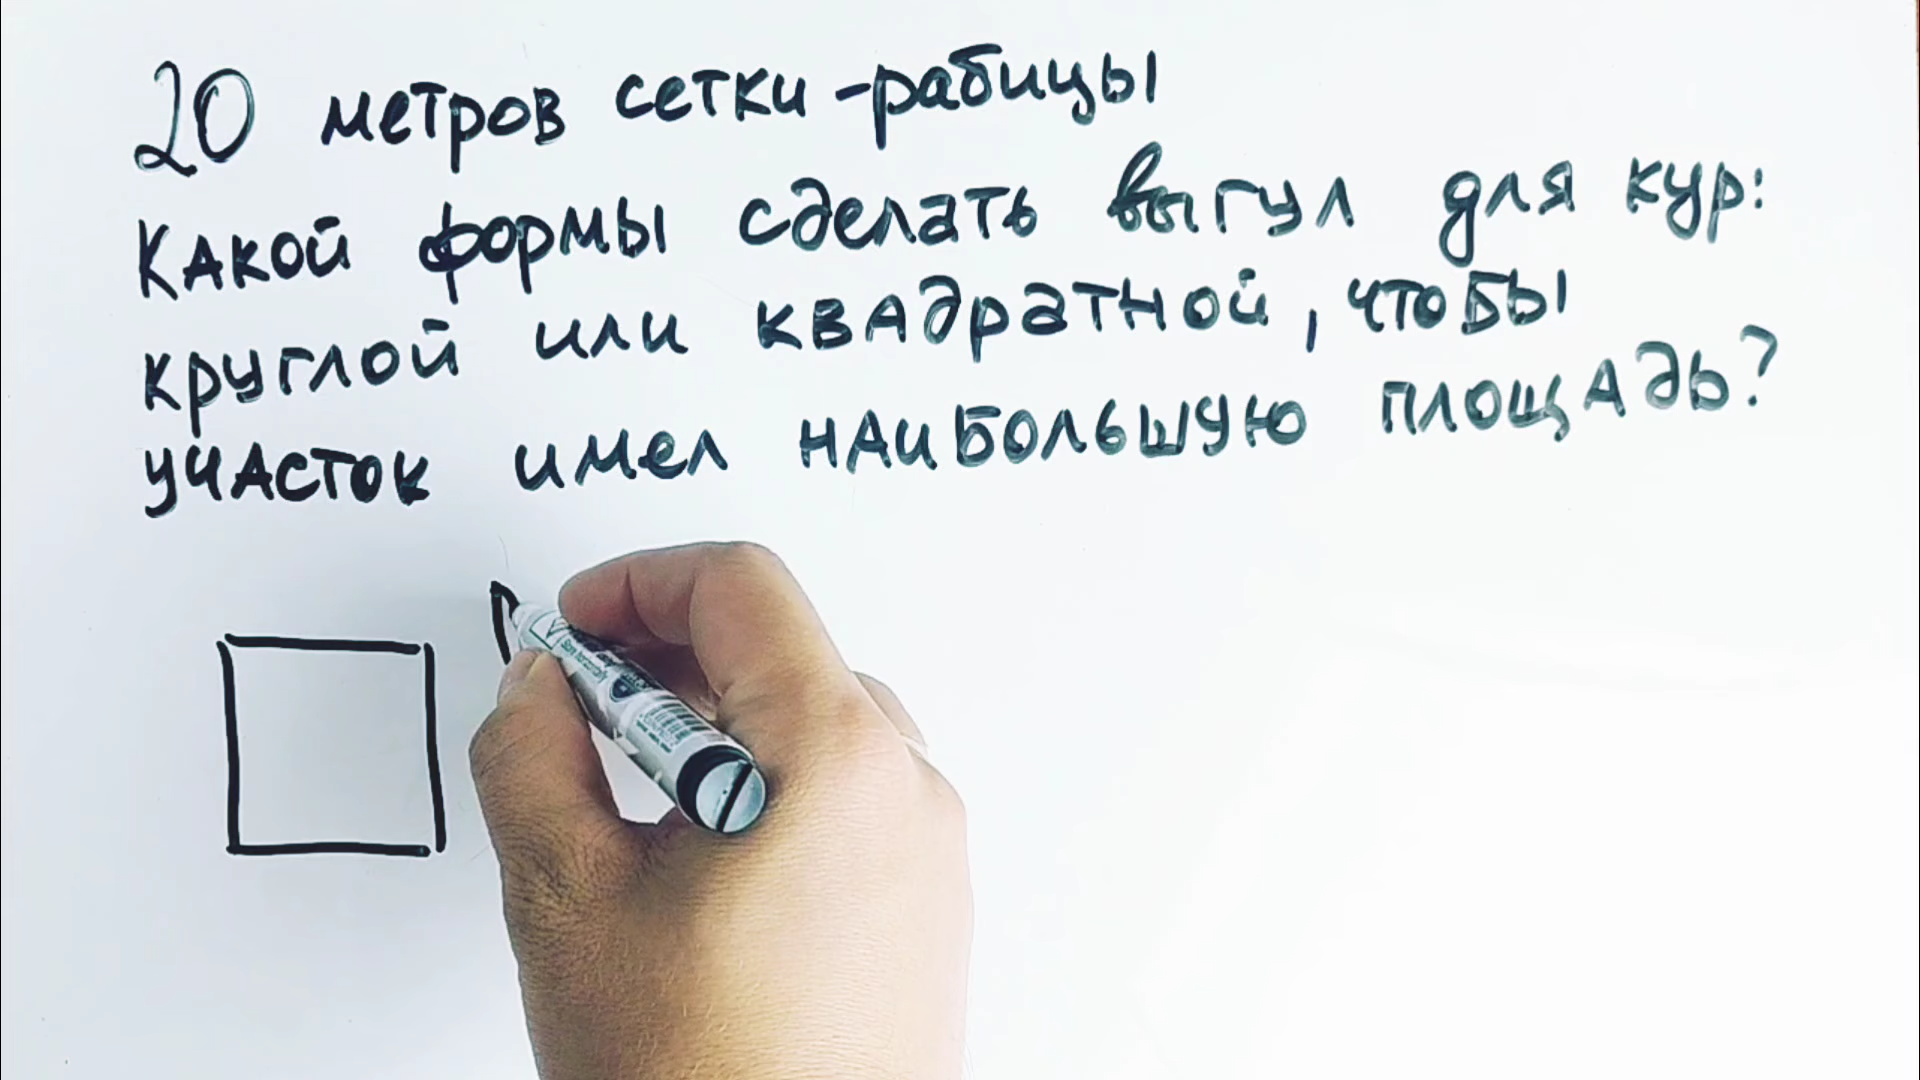 20 метров сетки-рабицы
Какой формы сделать выгул для кур:
круглой или квадратной, чтобы
участок имел наибольшую площадь?